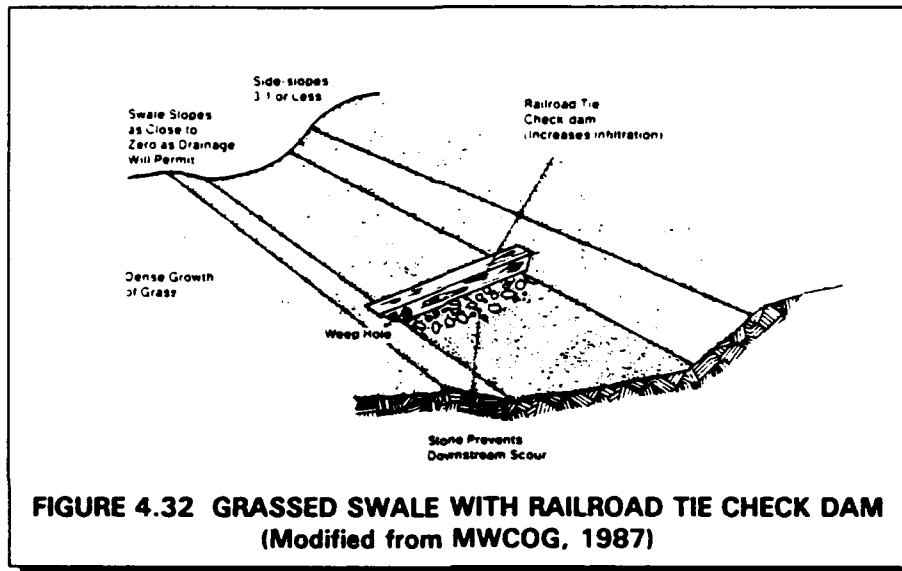 Side-slopes
3:1 or Less
Swale Slopes
as Close to
Zero as Drainage
Will Permit
Railroad Tie
Check dam
(Increases Infiltration)
Dense Growth
of Grass
Weep Hole
Stone Prevents
Downstream Scour
FIGURE 4.32 GRASSED SWALE WITH RAILROAD TIE CHECK DAM
(Modified from MWCOG, 1987)